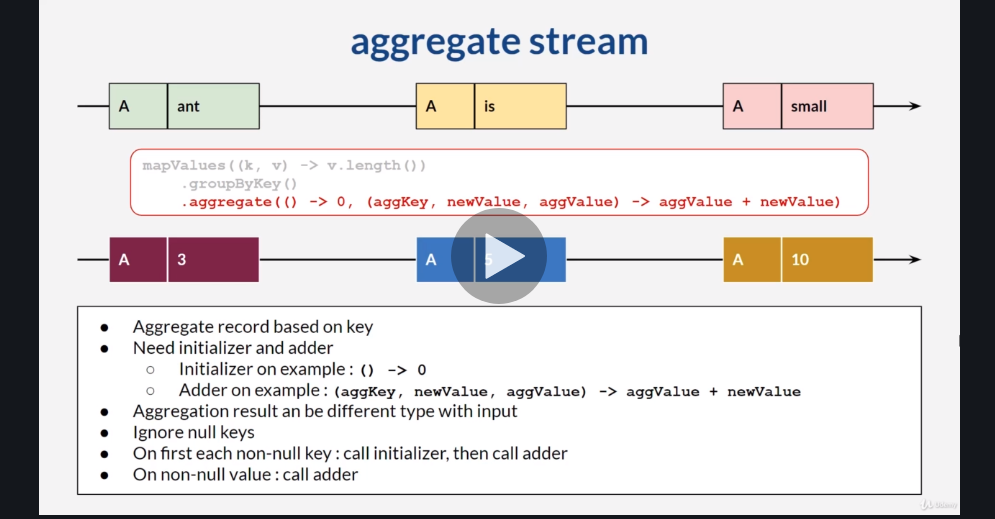 aggregate stream
A ant A is A small
mapValues((k, v) -> v.length())
.groupByKey()
.aggregate(() -> 0, (aggKey, newValue, aggValue) -> aggValue + newValue)
A 3 A 5 A 10
● Aggregate record based on key
● Need initializer and adder
○ Initializer on example : () -> 0
○ Adder on example : (aggKey, newValue, aggValue) -> aggValue + newValue
● Aggregation result an be different type with input
● Ignore null keys
● On first each non-null key : call initializer, then call adder
● On non-null value : call adder
Udemy